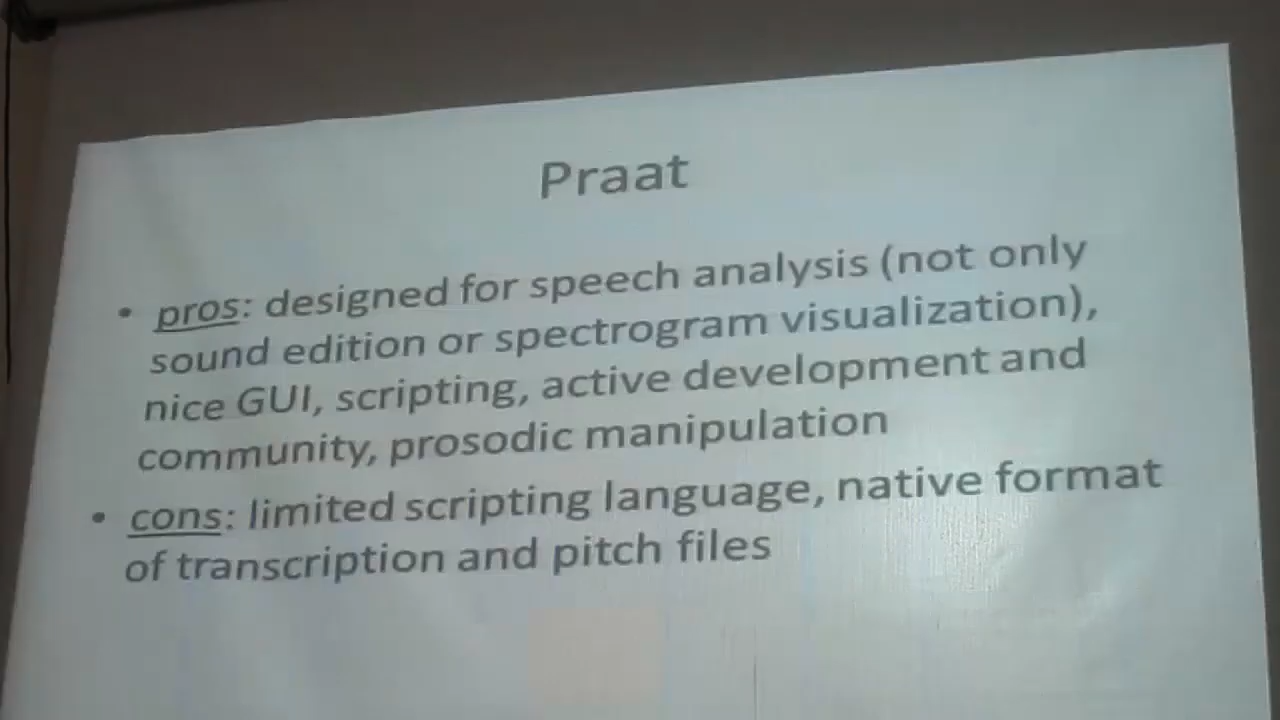 Praat
• pros: designed for speech analysis (not only
sound edition or spectrogram visualization),
nice GUI, scripting, active development and
community, prosodic manipulation
• cons: limited scripting language, native format
of transcription and pitch files